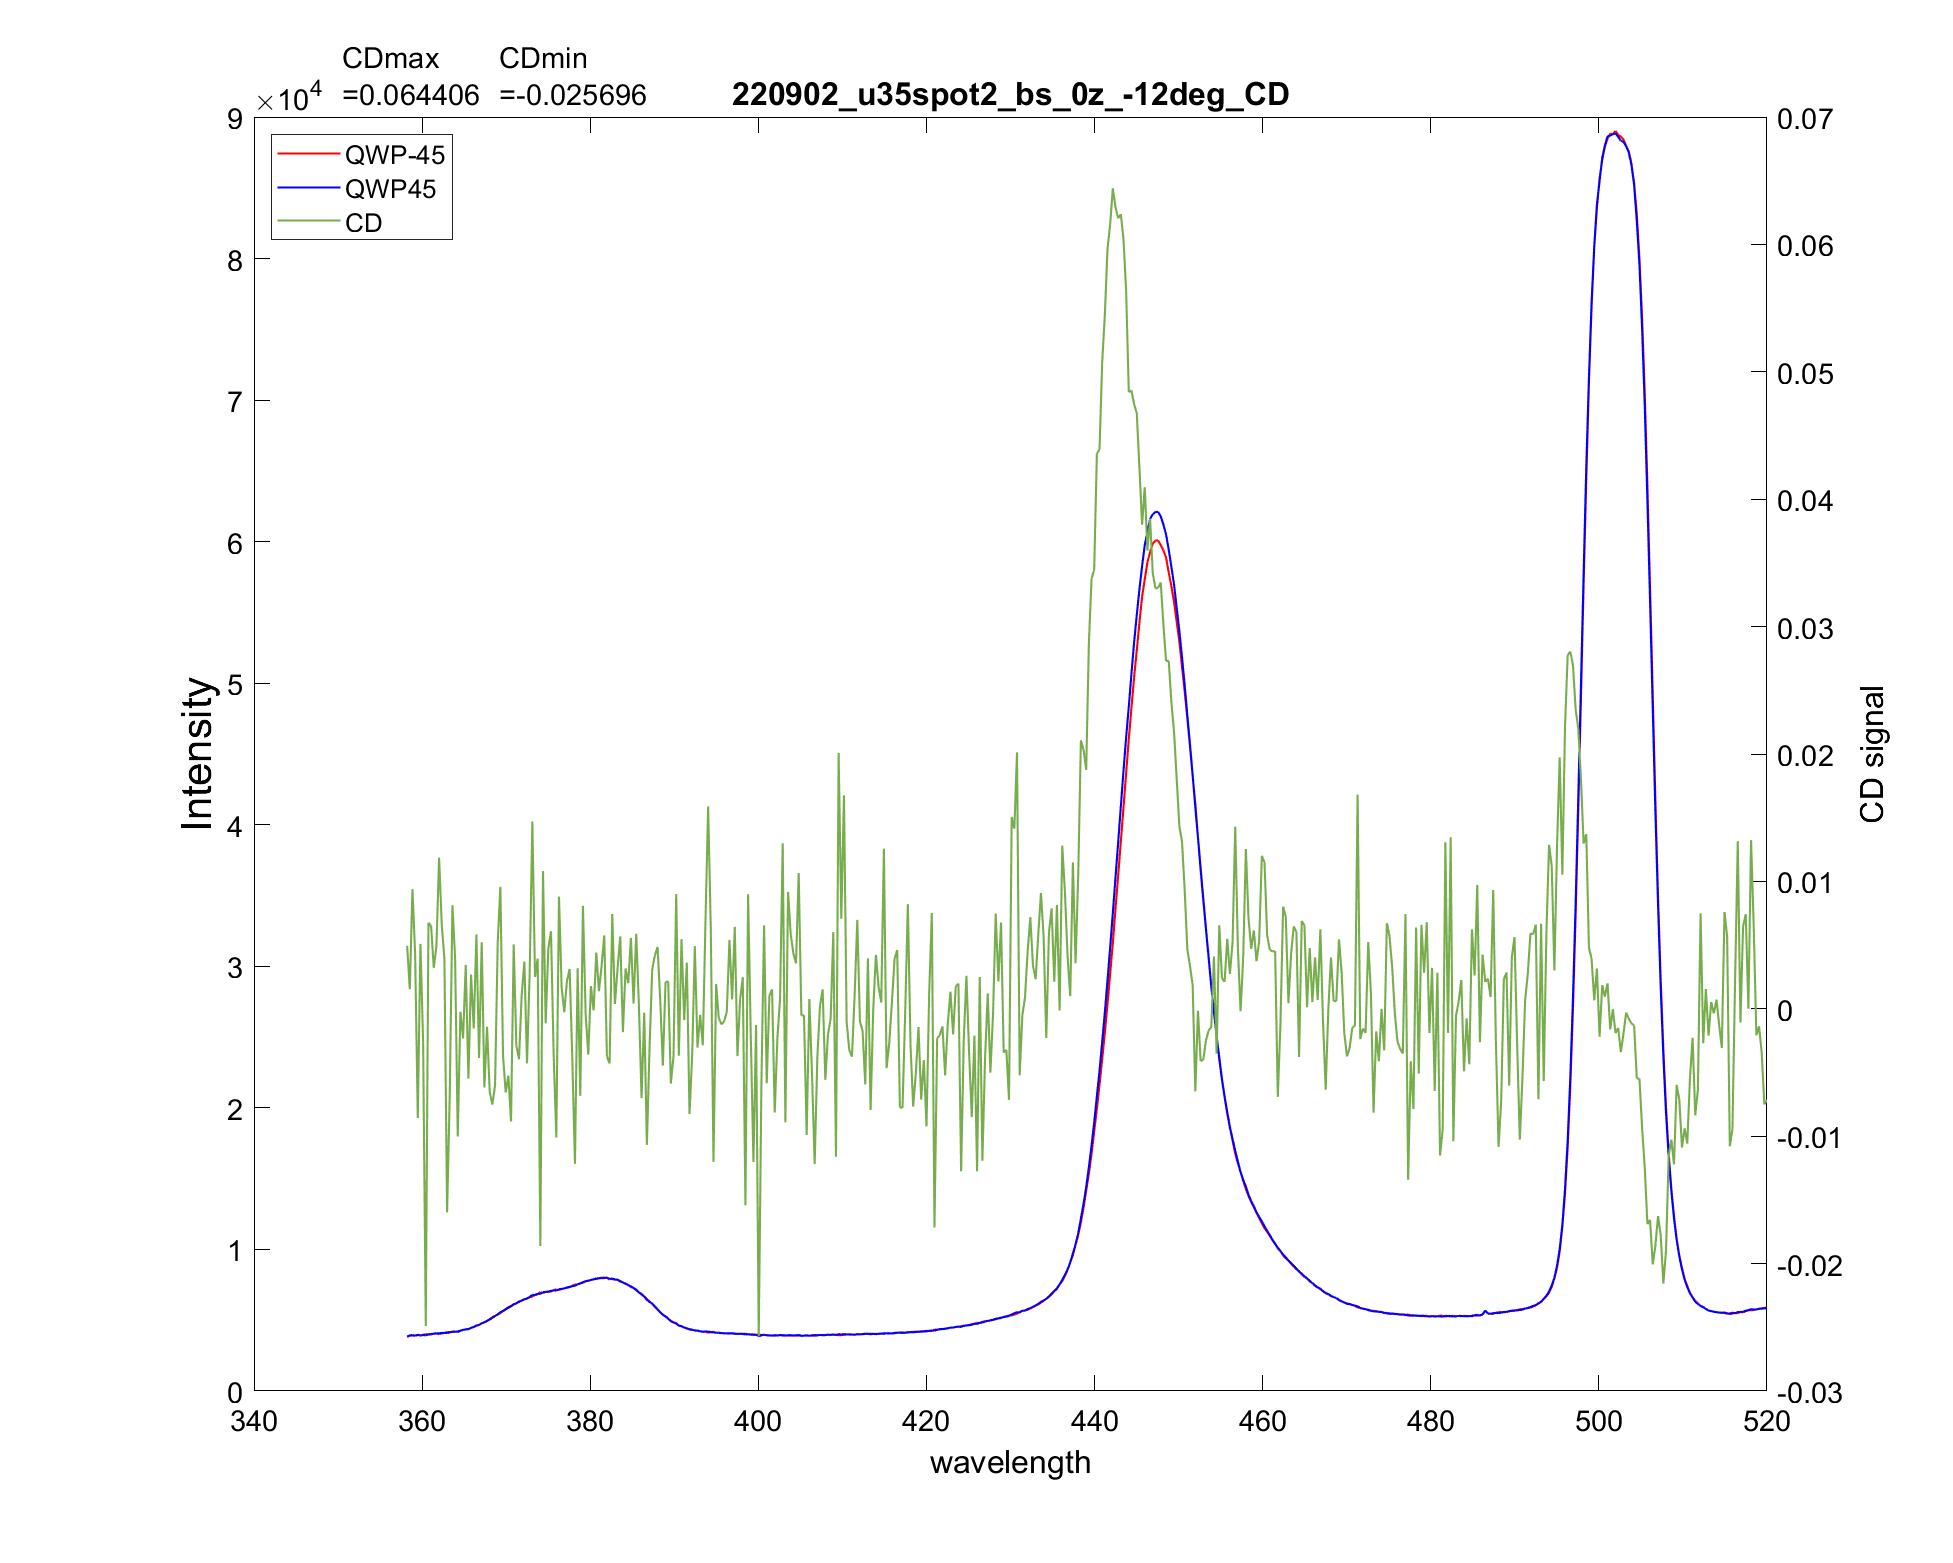 CDmax CDmin
=0.064406 =-0.025696
220902_u35spot2_bs_0z_-12deg_CD
×10⁴
9
8
7
6
5
4
3
2
1
0
Intensity
QWP-45
QWP45
CD
0.07
0.06
0.05
0.04
0.03
0.02
0.01
0
-0.01
-0.02
-0.03
CD signal
340 360 380 400 420 440 460 480 500 520
wavelength